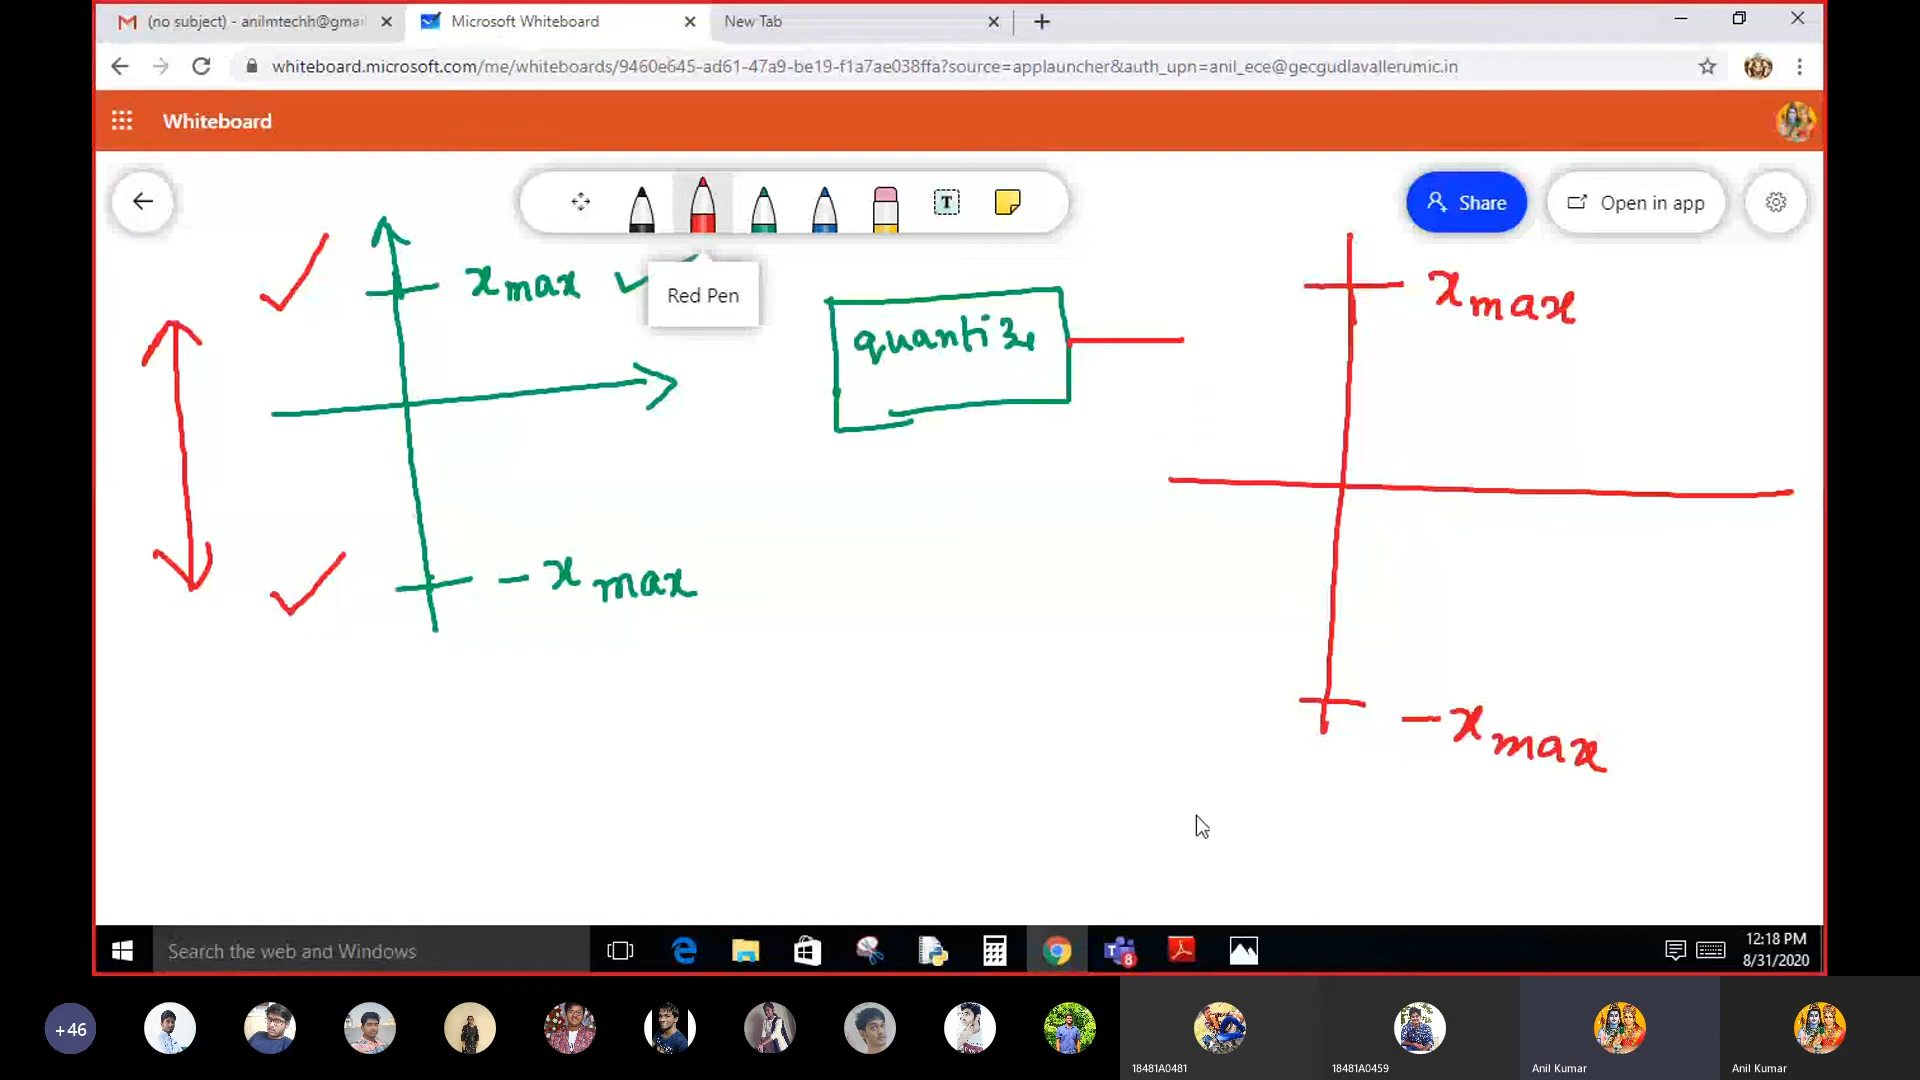 (no subject) - anilmtechh@gmai
Microsoft Whiteboard
New Tab
whiteboard.microsoft.com/me/whiteboards/9460e645-ad61-47a9-be19-f1a7ae038ffa?source=applauncher&auth_upn=anil_ece@gecgudlavallerumic.in
Whiteboard
T
Share
Open in app
Red Pen
xmax
quantize
xmax
-xmax
-xmax
Search the web and Windows
8
12:18 PM
8/31/2020
+46
18481A0481
18481A0459
Anil Kumar
Anil Kumar